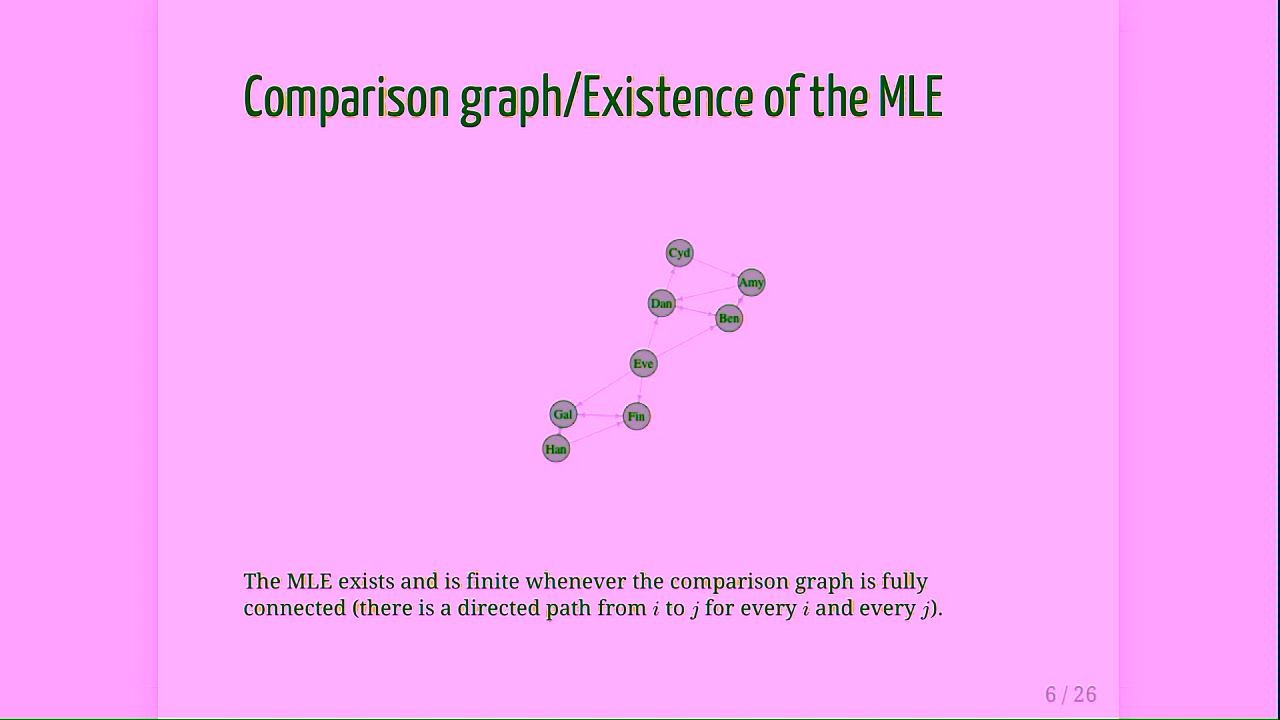 Comparison graph/Existence of the MLE
Cyd
Amy
Dan
Ben
Eve
Gal
Fin
Han
The MLE exists and is finite whenever the comparison graph is fully
connected (there is a directed path from i to j for every i and every j).
6 / 26